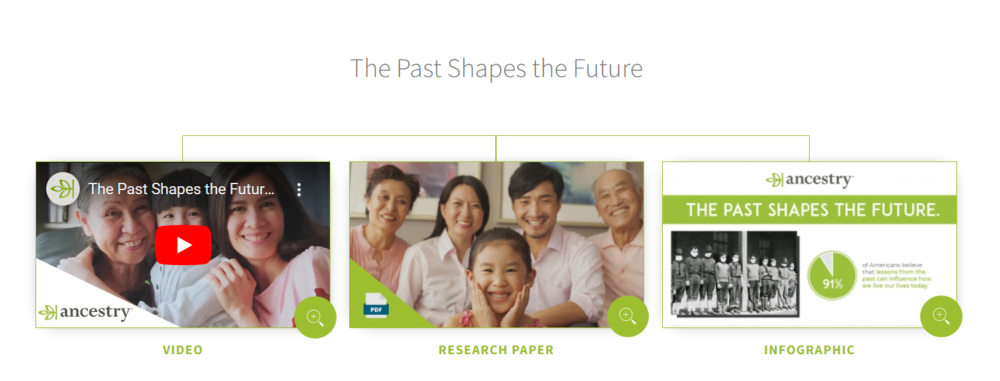 The Past Shapes the Future
The Past Shapes the Futur...
ancestry
VIDEO
PDF
RESEARCH PAPER
ancestry
THE PAST SHAPES THE FUTURE.
91%
of Americans believe
that lessons from the
past can influence how
we live our lives today
INFOGRAPHIC